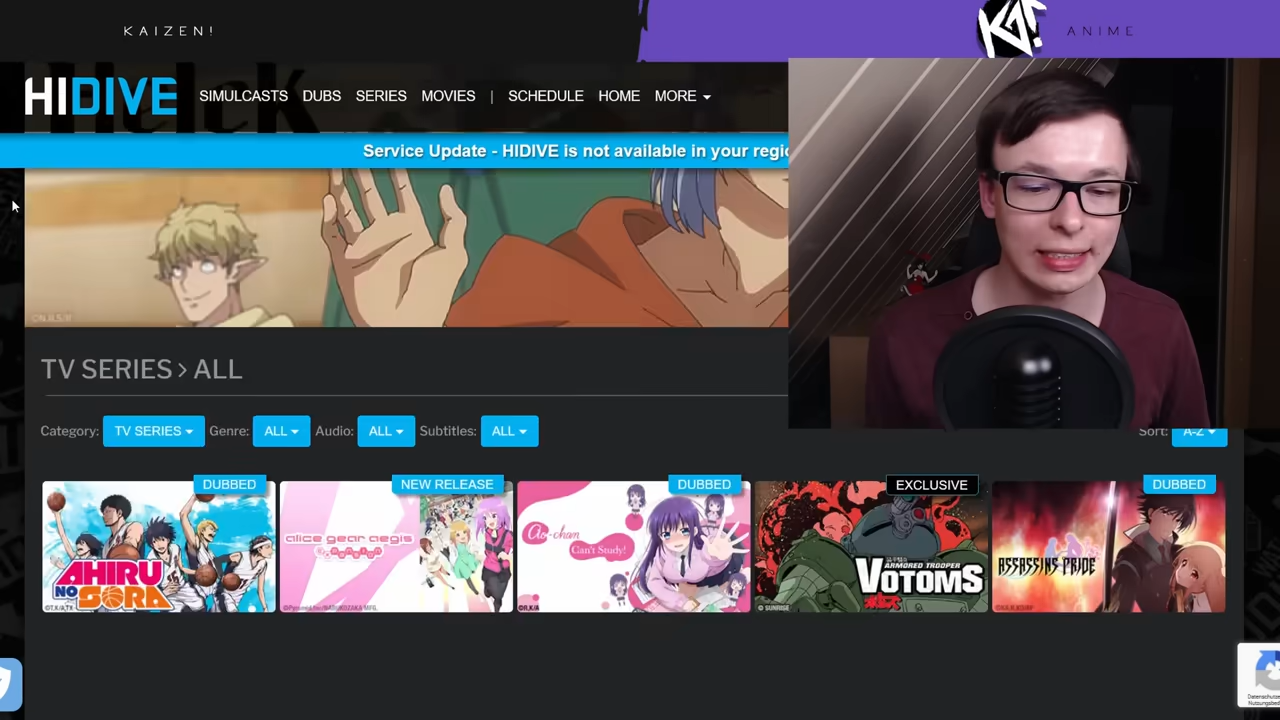 KAIZEN!
ANIME
HIDIVE
SIMULCASTS DUBS SERIES MOVIES | SCHEDULE HOME MORE
Service Update - HIDIVE is not available in your regi
TV SERIES > ALL
Category: TV SERIES Genre: ALL Audio: ALL Subtitles: ALL
Sort: A-Z
DUBBED
NEW RELEASE
DUBBED
EXCLUSIVE
DUBBED
AHIRU
NO
SORA
alice gear aegis
Ao-chan
Can't Study!
ARMORED TROOPER
VOTOMS
© SUNRISE
ASSASSINS PRIDE